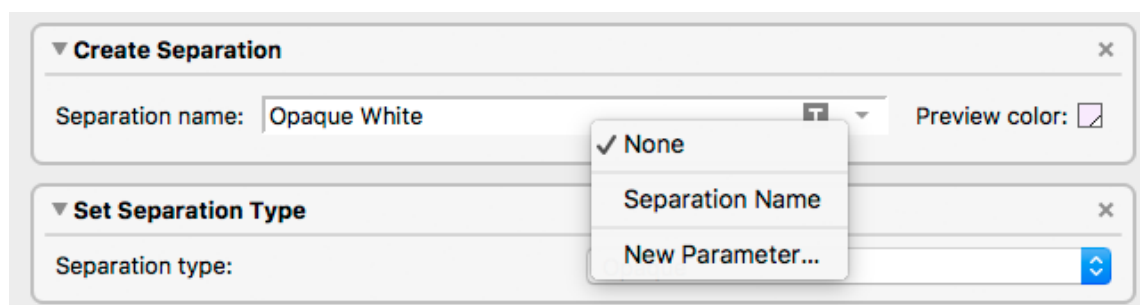 Create Separation
Separation name: Opaque White T Preview color:
✓ None
Separation Name
Set Separation Type
New Parameter...
Separation type: